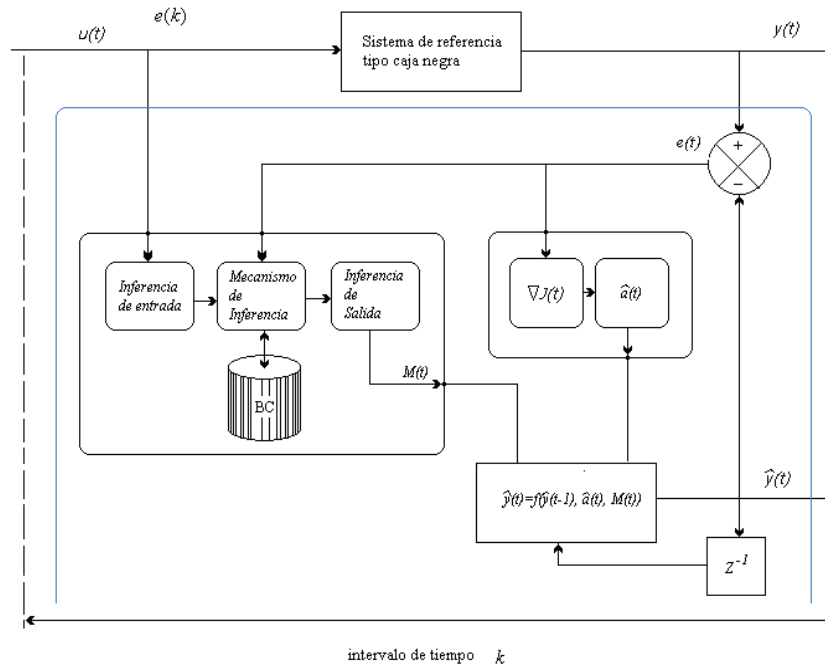 e(k)
u(t)
Sistema de referencia
tipo caja negra
y(t)
e(t)
+
−
Inferencia
de entrada
Mecanismo
de
Inferencia
Inferencia
de
Salida
∇J(t)
â(t)
BC
M(t)
ŷ(t)=f(ŷ(t-1), â(t), M(t))
ŷ(t)
Z⁻¹
intervalo de tiempo k